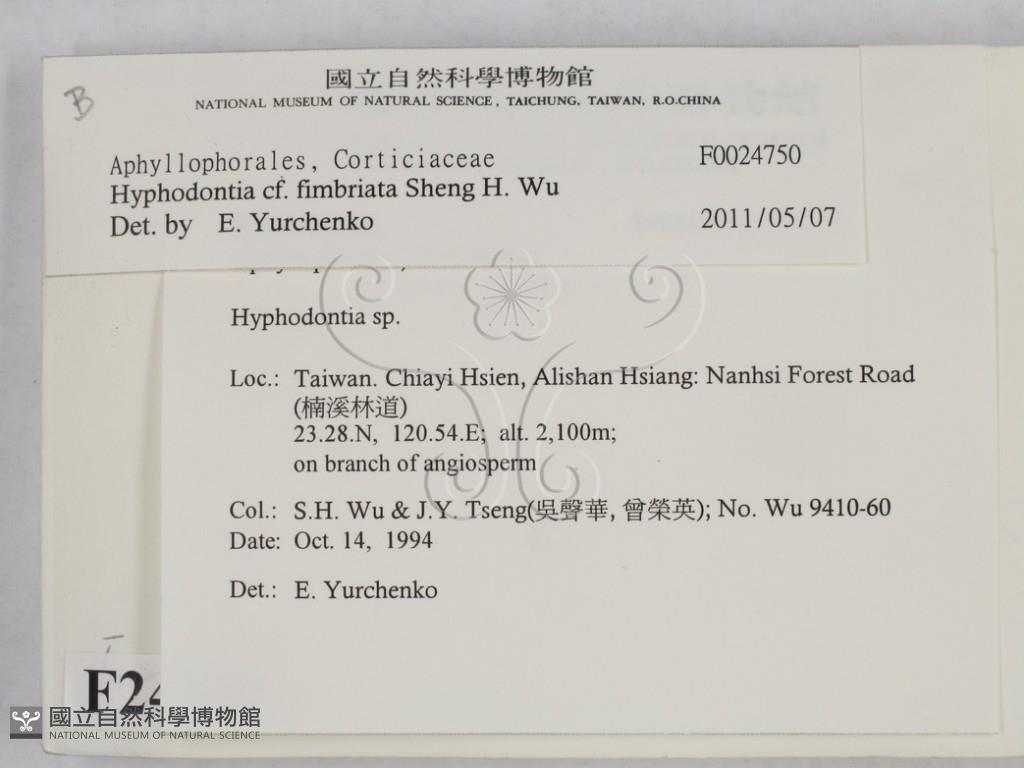 B
國立自然科學博物館
NATIONAL MUSEUM OF NATURAL SCIENCE, TAICHUNG, TAIWAN, R.O.CHINA
Aphyllophorales, Corticiaceae F0024750
Hyphodontia cf. fimbriata Sheng H. Wu
Det. by E. Yurchenko 2011/05/07
Hyphodontia sp.
Loc.: Taiwan. Chiayi Hsien, Alishan Hsiang: Nanhsi Forest Road
(楠溪林道)
23.28.N, 120.54.E; alt. 2,100m;
on branch of angiosperm
Col.: S.H. Wu & J.Y. Tseng(吳聲華, 曾榮英); No. Wu 9410-60
Date: Oct. 14, 1994
Det.: E. Yurchenko
F24
國立自然科學博物館
NATIONAL MUSEUM OF NATURAL SCIENCE